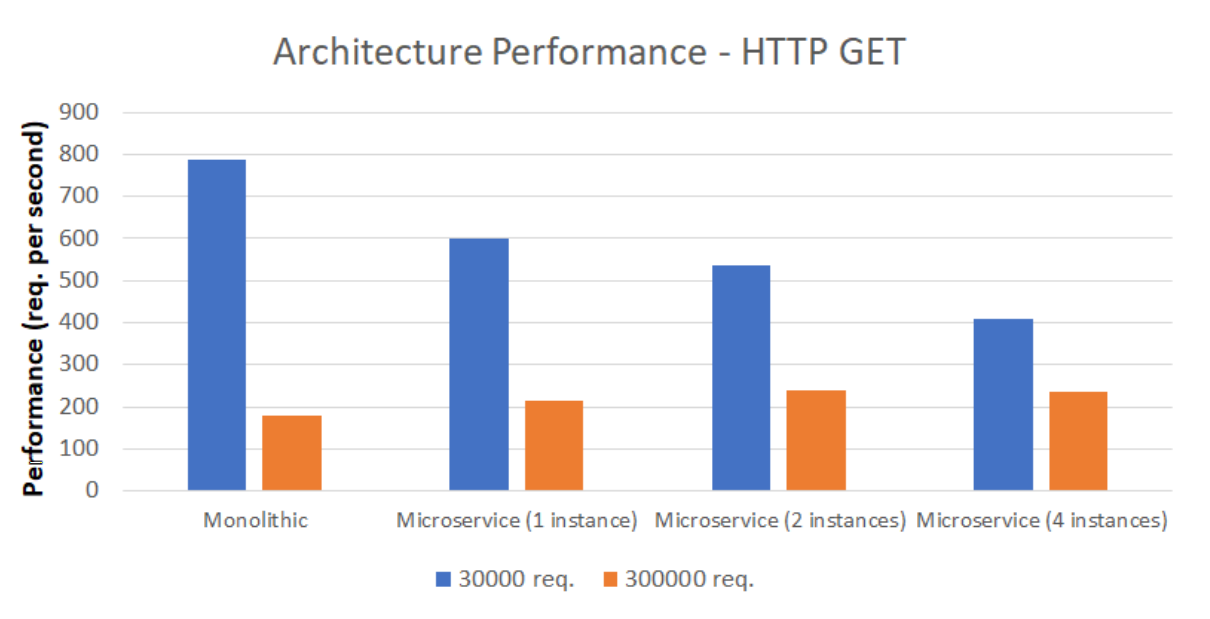 Architecture Performance - HTTP GET
Performance (req. per second)
900
800
700
600
500
400
300
200
100
0
Monolithic
Microservice (1 instance)
Microservice (2 instances)
Microservice (4 instances)
30000 req.
300000 req.